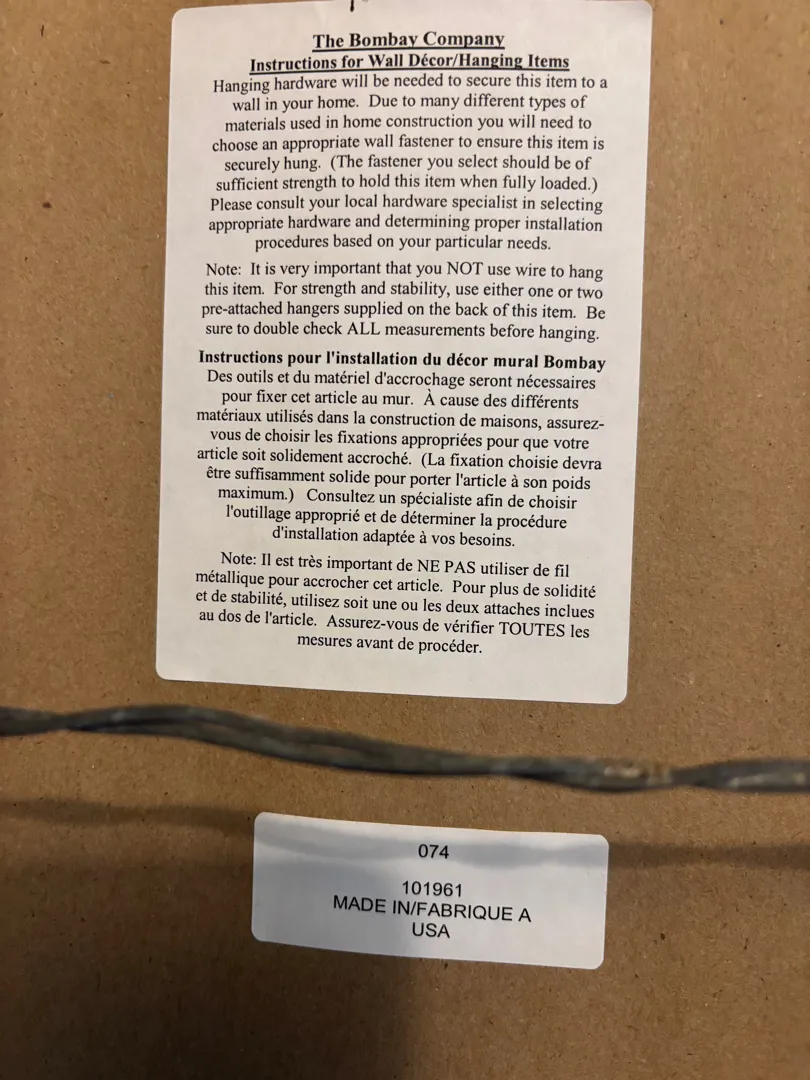 The Bombay Company
Instructions for Wall Décor/Hanging Items
Hanging hardware will be needed to secure this item to a
wall in your home. Due to many different types of
materials used in home construction you will need to
choose an appropriate wall fastener to ensure this item is
securely hung. (The fastener you select should be of
sufficient strength to hold this item when fully loaded.)
Please consult your local hardware specialist in selecting
appropriate hardware and determining proper installation
procedures based on your particular needs.
Note: It is very important that you NOT use wire to hang
this item. For strength and stability, use either one or two
pre-attached hangers supplied on the back of this item. Be
sure to double check ALL measurements before hanging.
Instructions pour l'installation du décor mural Bombay
Des outils et du matériel d'accrochage seront nécessaires
pour fixer cet article au mur. À cause des différents
matériaux utilisés dans la construction de maisons, assurez-
vous de choisir les fixations appropriées pour que votre
article soit solidement accroché. (La fixation choisie devra
être suffisamment solide pour porter l'article à son poids
maximum.) Consultez un spécialiste afin de choisir
l'outillage approprié et de déterminer la procédure
d'installation adaptée à vos besoins.
Note: Il est très important de NE PAS utiliser de fil
métallique pour accrocher cet article. Pour plus de solidité
et de stabilité, utilisez soit une ou les deux attaches inclues
au dos de l'article. Assurez-vous de vérifier TOUTES les
mesures avant de procéder.
074
101961
MADE IN/FABRIQUE A
USA